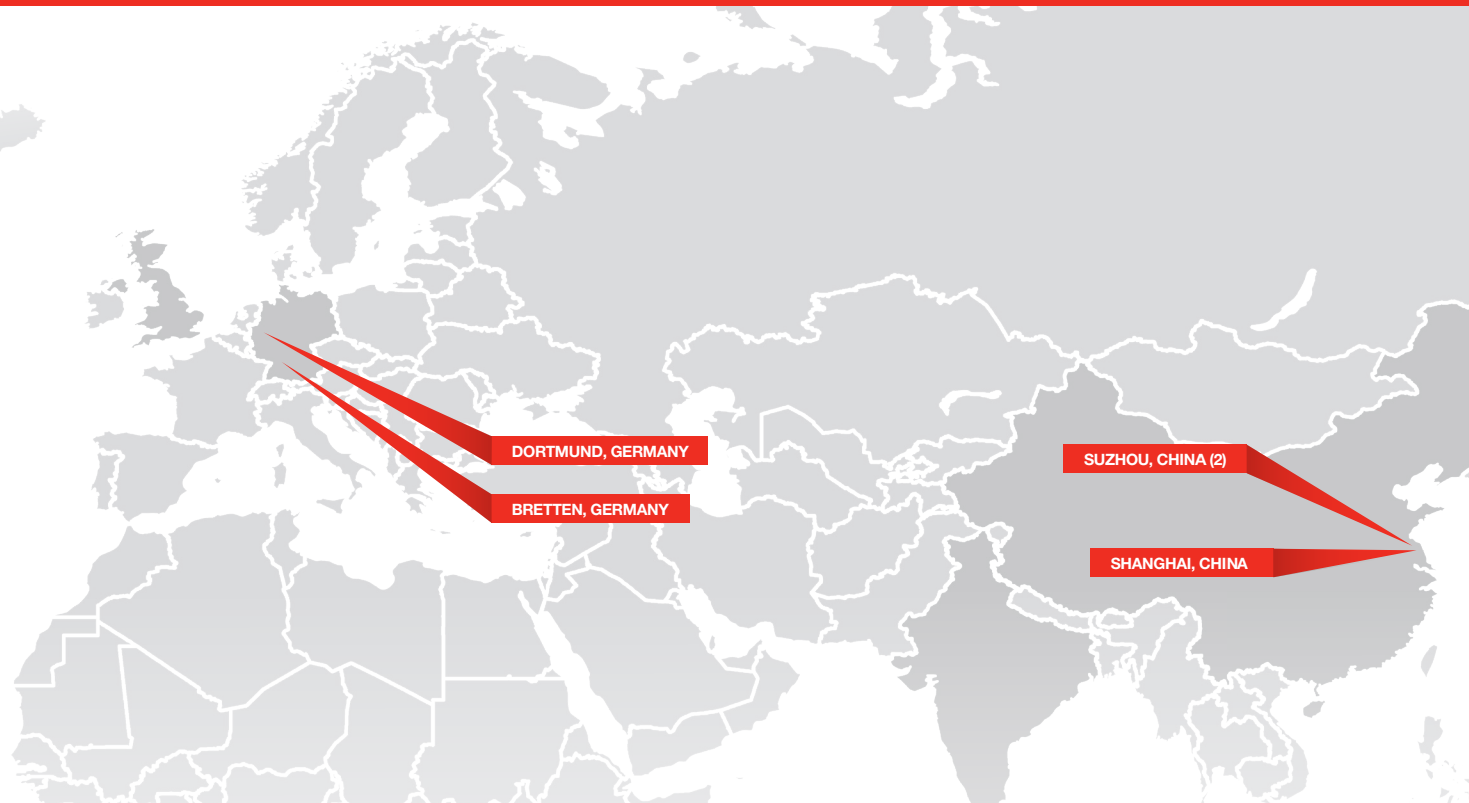 DORTMUND, GERMANY
BRETTEN, GERMANY
SUZHOU, CHINA (2)
SHANGHAI, CHINA